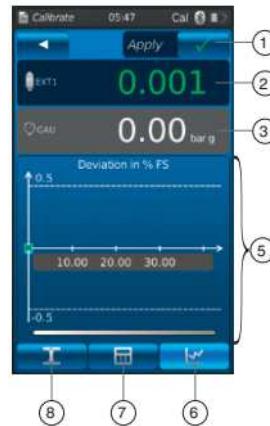 Calibrate 05:47 Cal
Apply
1
EXT1 0.001
2
CAU 0.00 bar g
3
Deviation in % FS
0.5
10.00 20.00 30.00
-0.5
5
8 7 6